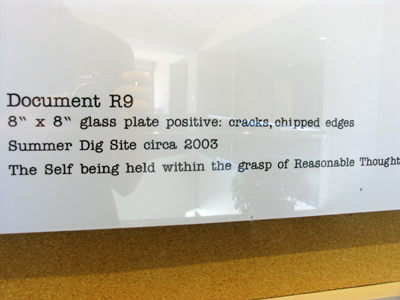 Document R9
8" x 8" glass plate positive: cracks, chipped edges
Summer Dig Site circa 2003
The Self being held within the grasp of Reasonable Thought